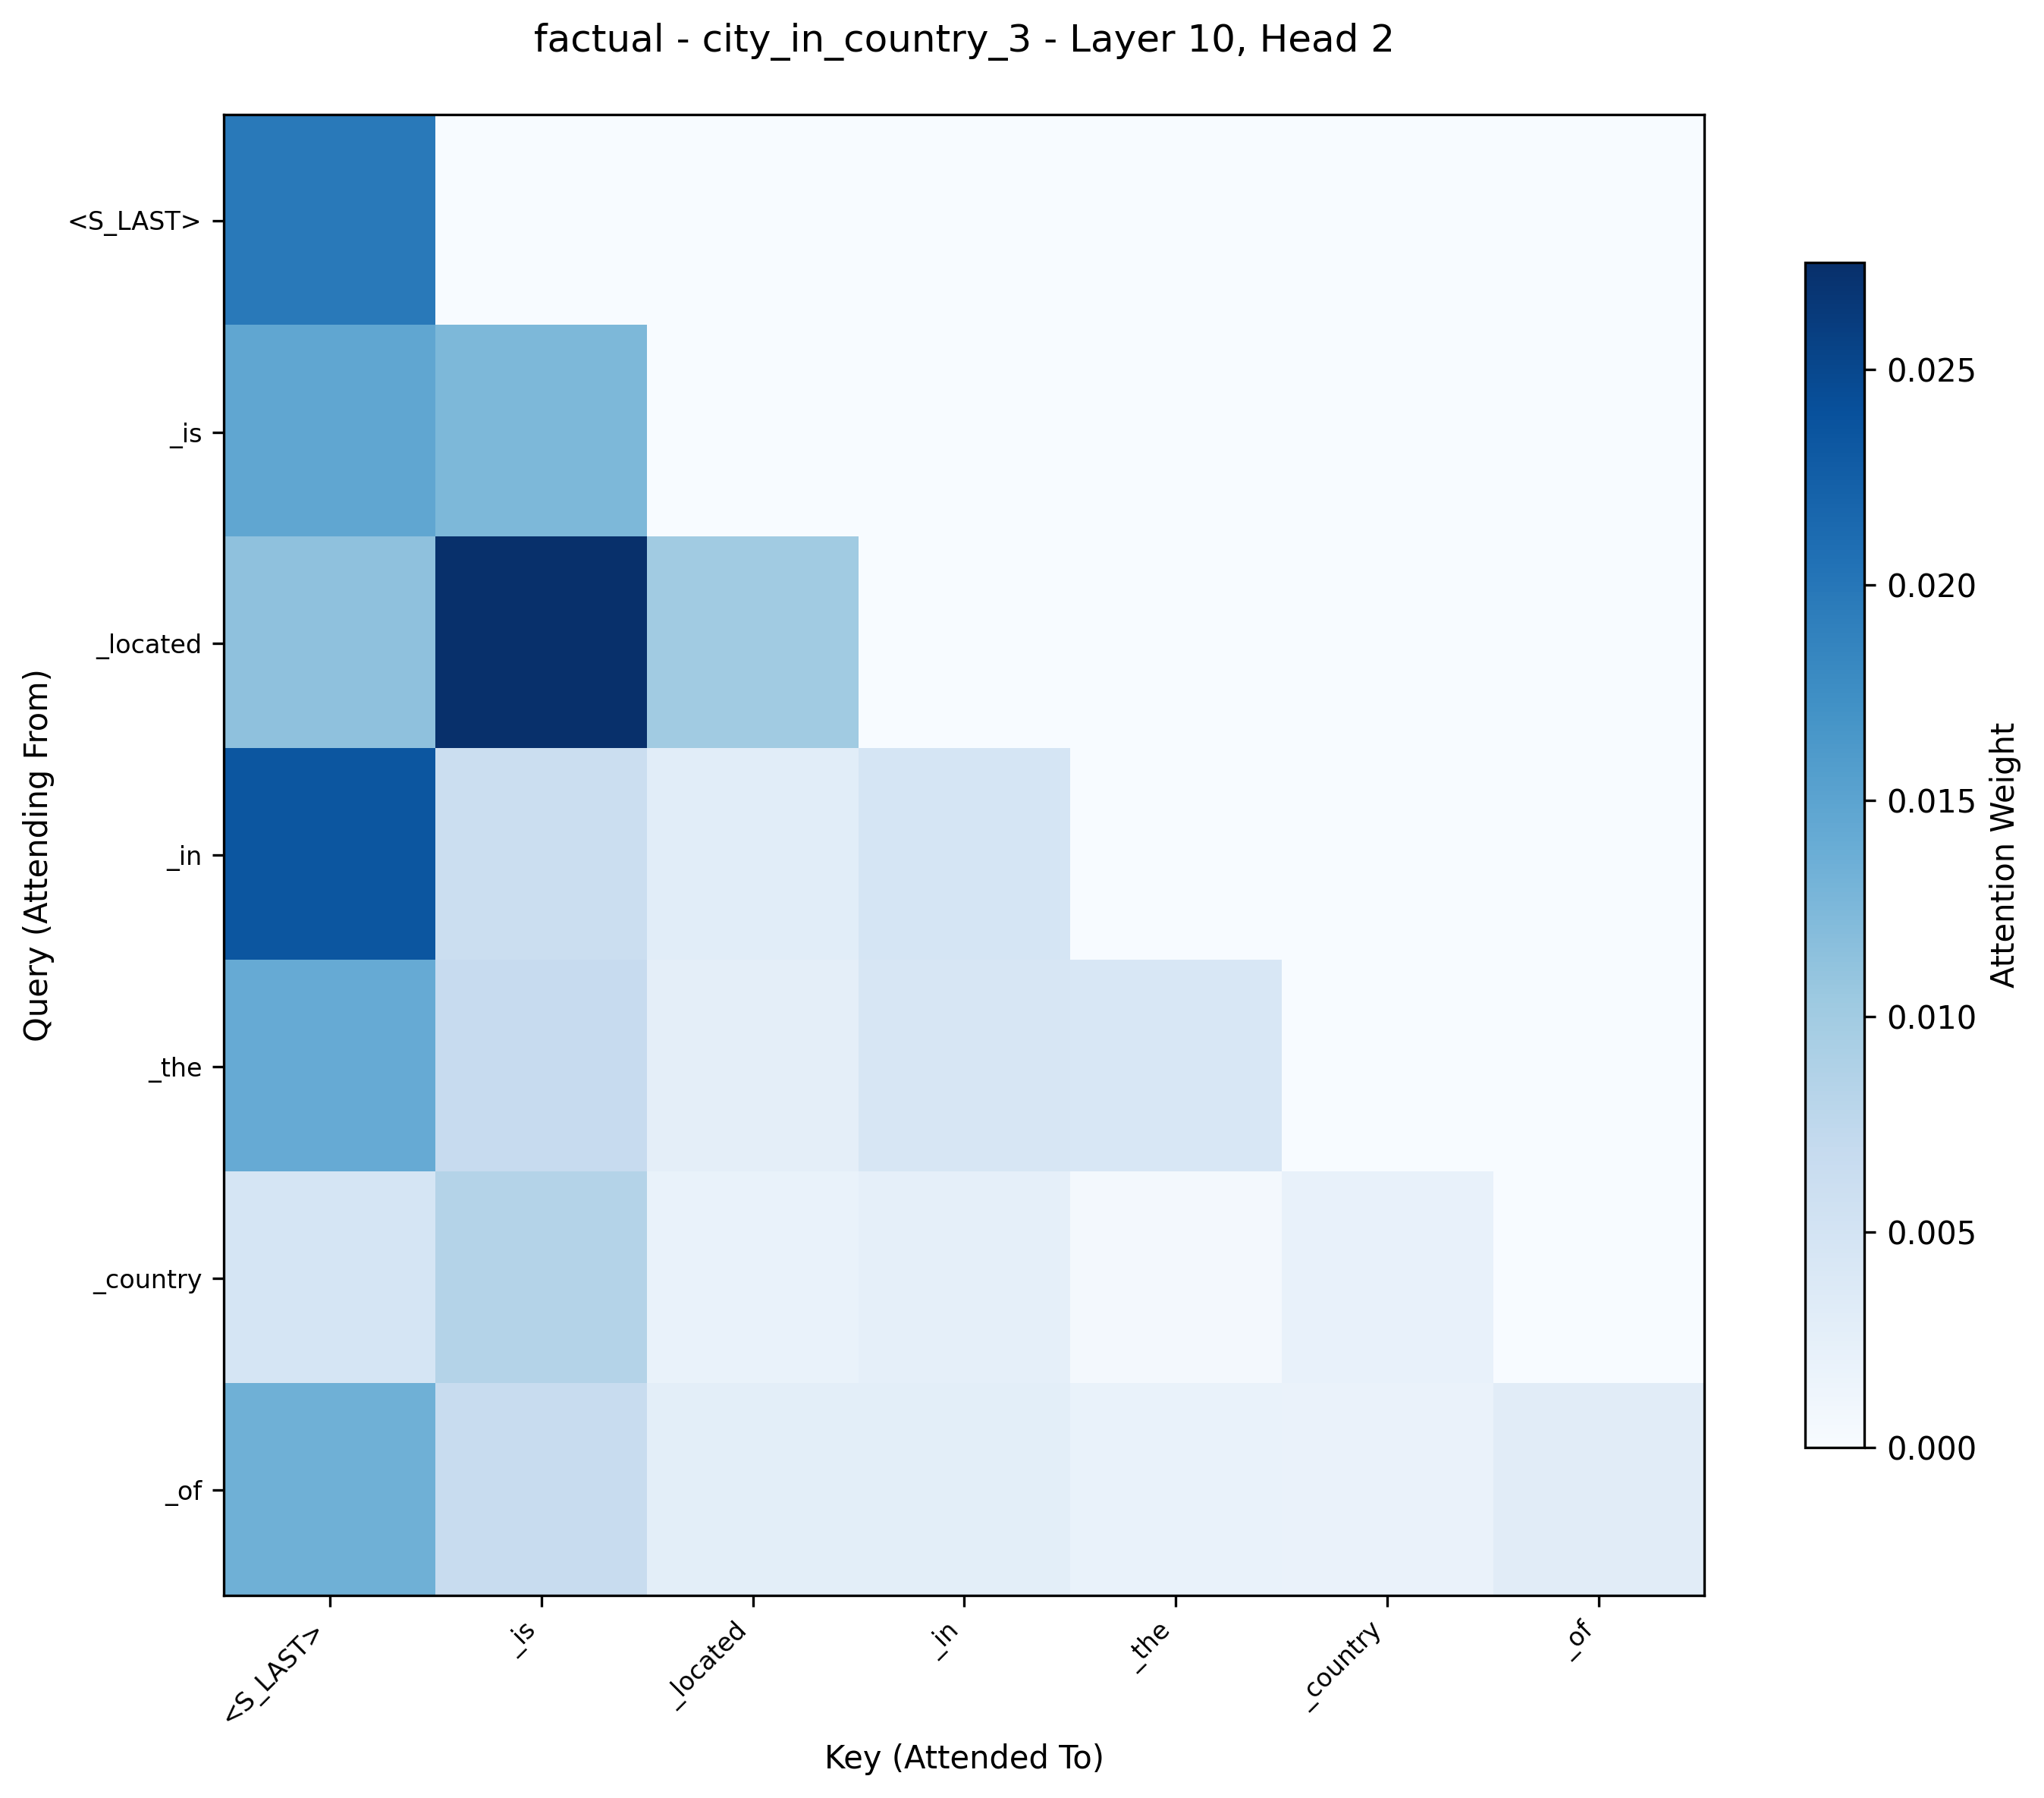 factual - city_in_country_3 - Layer 10, Head 2
Query (Attending From)
<S_LAST>
_is
_located
_in
_the
_country
_of
<S_LAST>
_is
_located
_in
_the
_country
_of
Key (Attended To)
0.025
0.020
0.015
0.010
0.005
0.000
Attention Weight